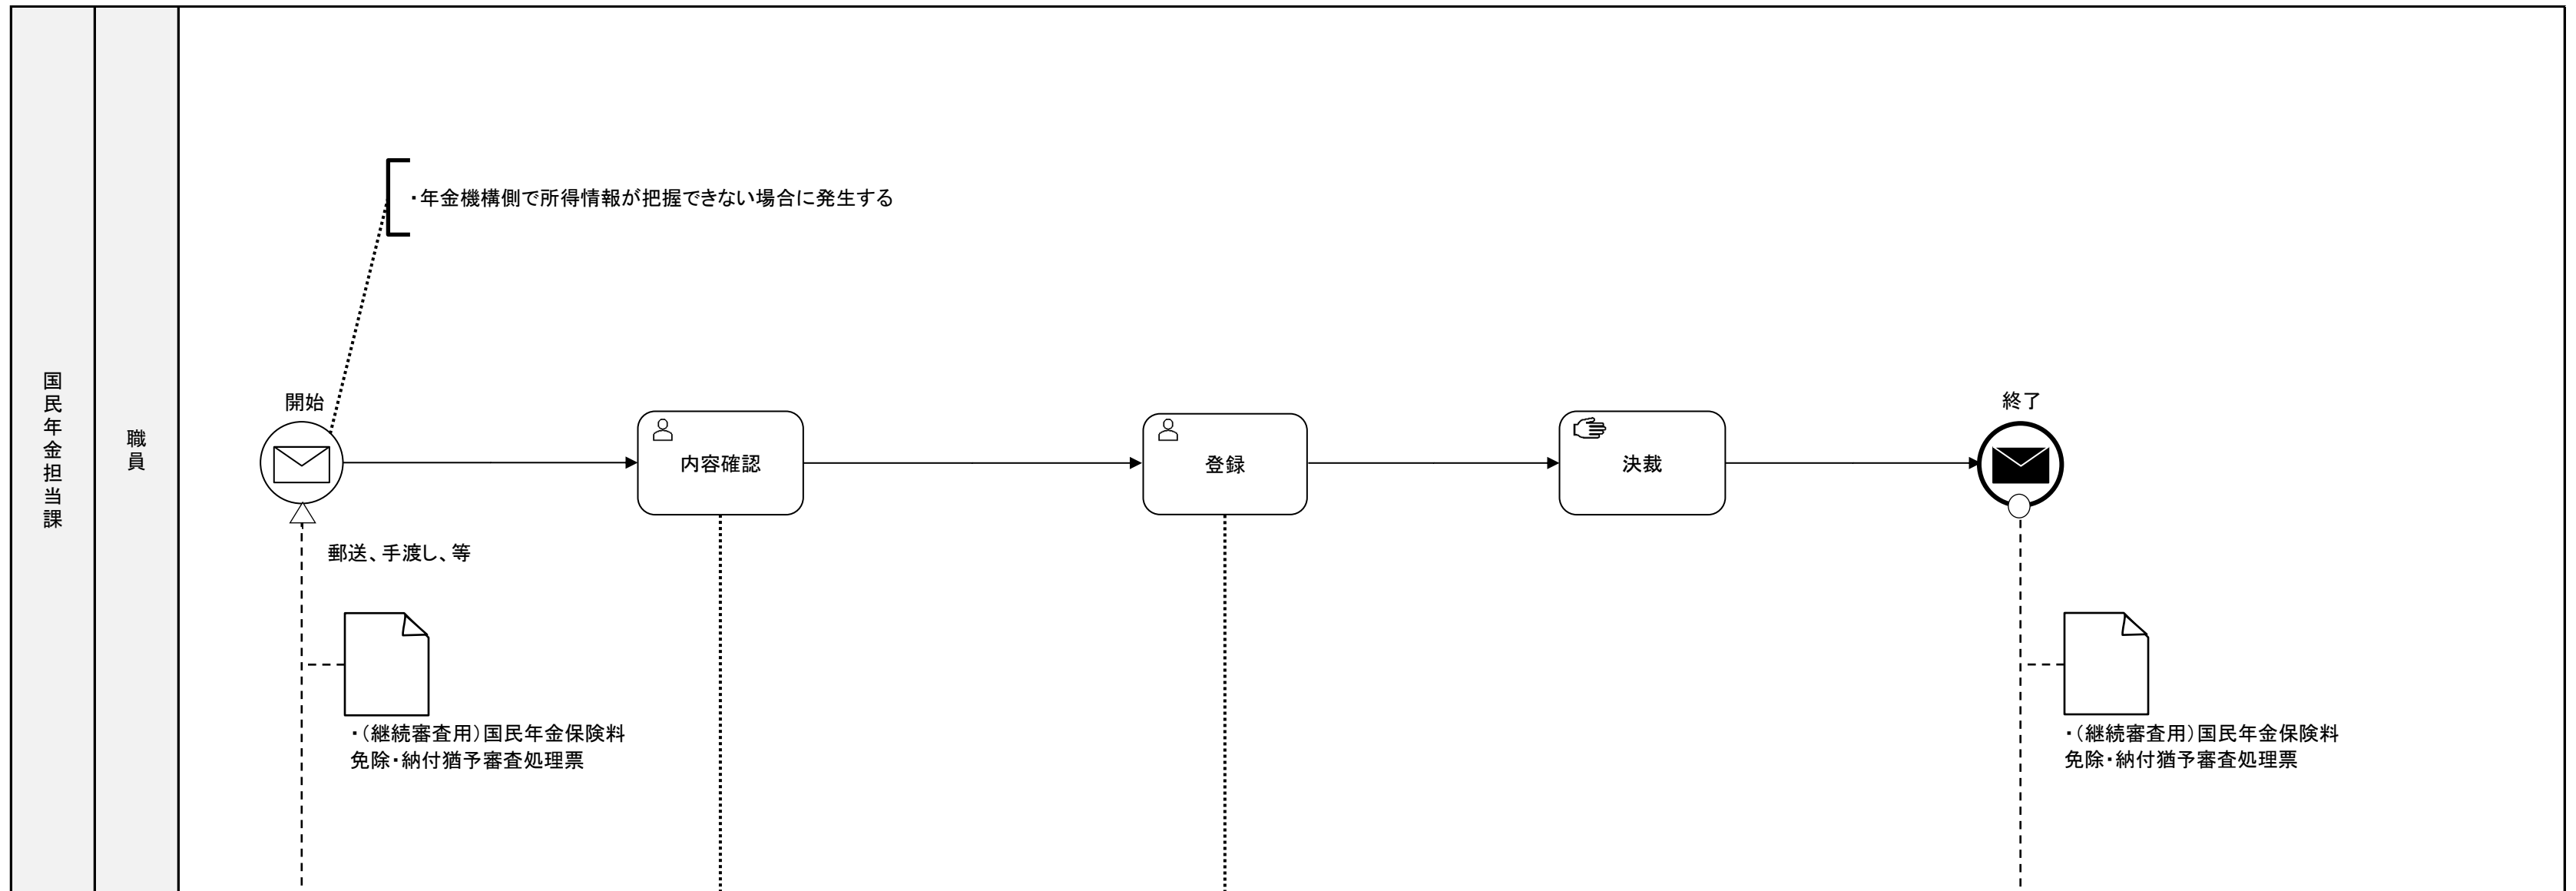 国民年金担当課
職員
・年金機構側で所得情報が把握できない場合に発生する
開始
内容確認
登録
決裁
終了
郵送、手渡し、等
・(継続審査用)国民年金保険料
免除・納付猶予審査処理票
・(継続審査用)国民年金保険料
免除・納付猶予審査処理票